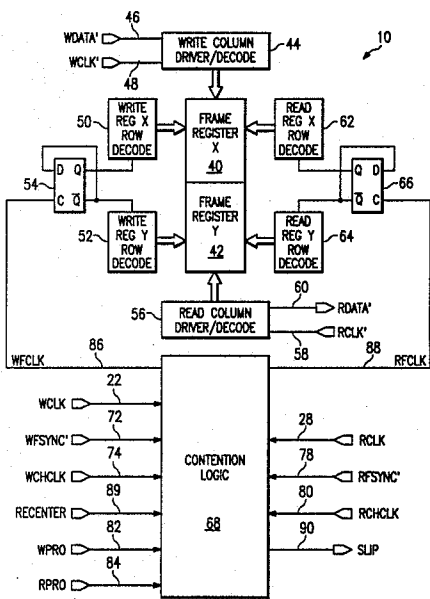 46
WDATA'
WRITE COLUMN
DRIVER/DECODE
44
10
WCLK'
48
50
WRITE
REG X
ROW
DECODE
FRAME
REGISTER
X
40
READ
REG X
ROW
DECODE
62
54
D Q
C Q
Q D
Q C
66
52
WRITE
REG Y
ROW
DECODE
FRAME
REGISTER
Y
42
READ
REG Y
ROW
DECODE
64
56
READ COLUMN
DRIVER/DECODE
60
RDATA'
RCLK'
58
WFCLK
86
88
RFCLK
CONTENTION
LOGIC
68
22
WCLK
72
WFSYNC'
74
WCHCLK
89
RECENTER
82
WPRO
84
RPRO
28
RCLK
78
RFSYNC'
80
RCHCLK
90
SLIP